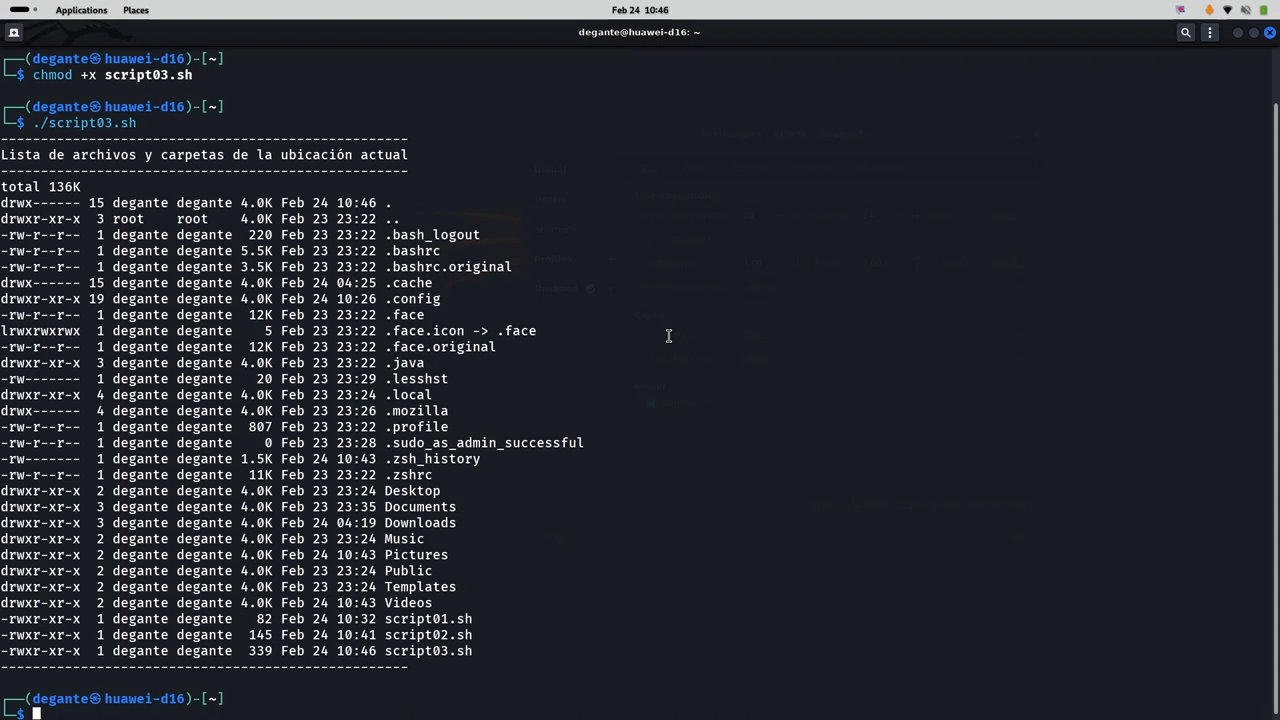 Applications Places Feb 24 10:46
degante@huawei-d16: ~
┌──(degante㉿huawei-d16)-[~]
└─$ chmod +x script03.sh
┌──(degante㉿huawei-d16)-[~]
└─$ ./script03.sh
---------------------------------------------------
Lista de archivos y carpetas de la ubicación actual
---------------------------------------------------
total 136K
drwx------ 15 degante degante 4.0K Feb 24 10:46 .
drwxr-xr-x  3 root    root    4.0K Feb 23 23:22 ..
-rw-r--r--  1 degante degante  220 Feb 23 23:22 .bash_logout
-rw-r--r--  1 degante degante 5.5K Feb 23 23:22 .bashrc
-rw-r--r--  1 degante degante 3.5K Feb 23 23:22 .bashrc.original
drwx------ 15 degante degante 4.0K Feb 24 04:25 .cache
drwxr-xr-x 19 degante degante 4.0K Feb 24 10:26 .config
-rw-r--r--  1 degante degante  12K Feb 23 23:22 .face
lrwxrwxrwx  1 degante degante    5 Feb 23 23:22 .face.icon -> .face
-rw-r--r--  1 degante degante  12K Feb 23 23:22 .face.original
drwxr-xr-x  3 degante degante 4.0K Feb 23 23:22 .java
-rw-------  1 degante degante   20 Feb 23 23:29 .lesshst
drwxr-xr-x  4 degante degante 4.0K Feb 23 23:24 .local
drwx------  4 degante degante 4.0K Feb 23 23:26 .mozilla
-rw-r--r--  1 degante degante  807 Feb 23 23:22 .profile
-rw-r--r--  1 degante degante    0 Feb 23 23:28 .sudo_as_admin_successful
-rw-------  1 degante degante 1.5K Feb 24 10:43 .zsh_history
-rw-r--r--  1 degante degante  11K Feb 23 23:22 .zshrc
drwxr-xr-x  2 degante degante 4.0K Feb 23 23:24 Desktop
drwxr-xr-x  3 degante degante 4.0K Feb 23 23:35 Documents
drwxr-xr-x  3 degante degante 4.0K Feb 24 04:19 Downloads
drwxr-xr-x  2 degante degante 4.0K Feb 23 23:24 Music
drwxr-xr-x  2 degante degante 4.0K Feb 24 10:43 Pictures
drwxr-xr-x  2 degante degante 4.0K Feb 23 23:24 Public
drwxr-xr-x  2 degante degante 4.0K Feb 23 23:24 Templates
drwxr-xr-x  2 degante degante 4.0K Feb 24 10:43 Videos
-rwxr-xr-x  1 degante degante   82 Feb 24 10:32 script01.sh
-rwxr-xr-x  1 degante degante  145 Feb 24 10:41 script02.sh
-rwxr-xr-x  1 degante degante  339 Feb 24 10:46 script03.sh
---------------------------------------------------
┌──(degante㉿huawei-d16)-[~]
└─$